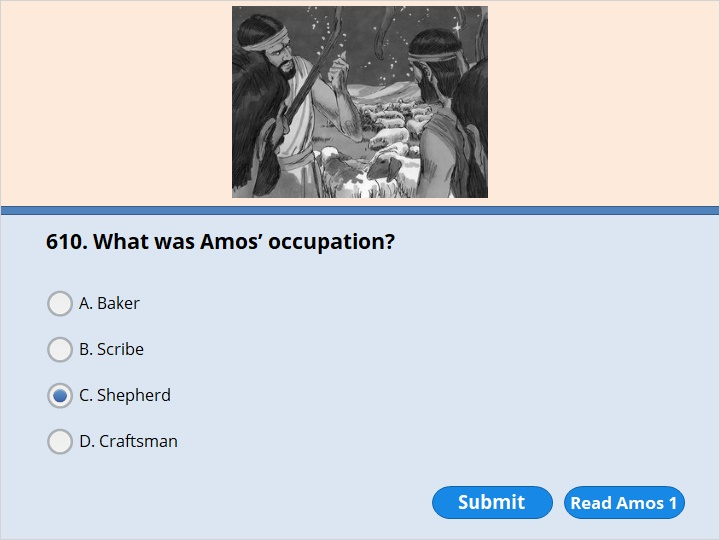 610. What was Amos’ occupation?
A. Baker
B. Scribe
C. Shepherd
D. Craftsman
Submit
Read Amos 1